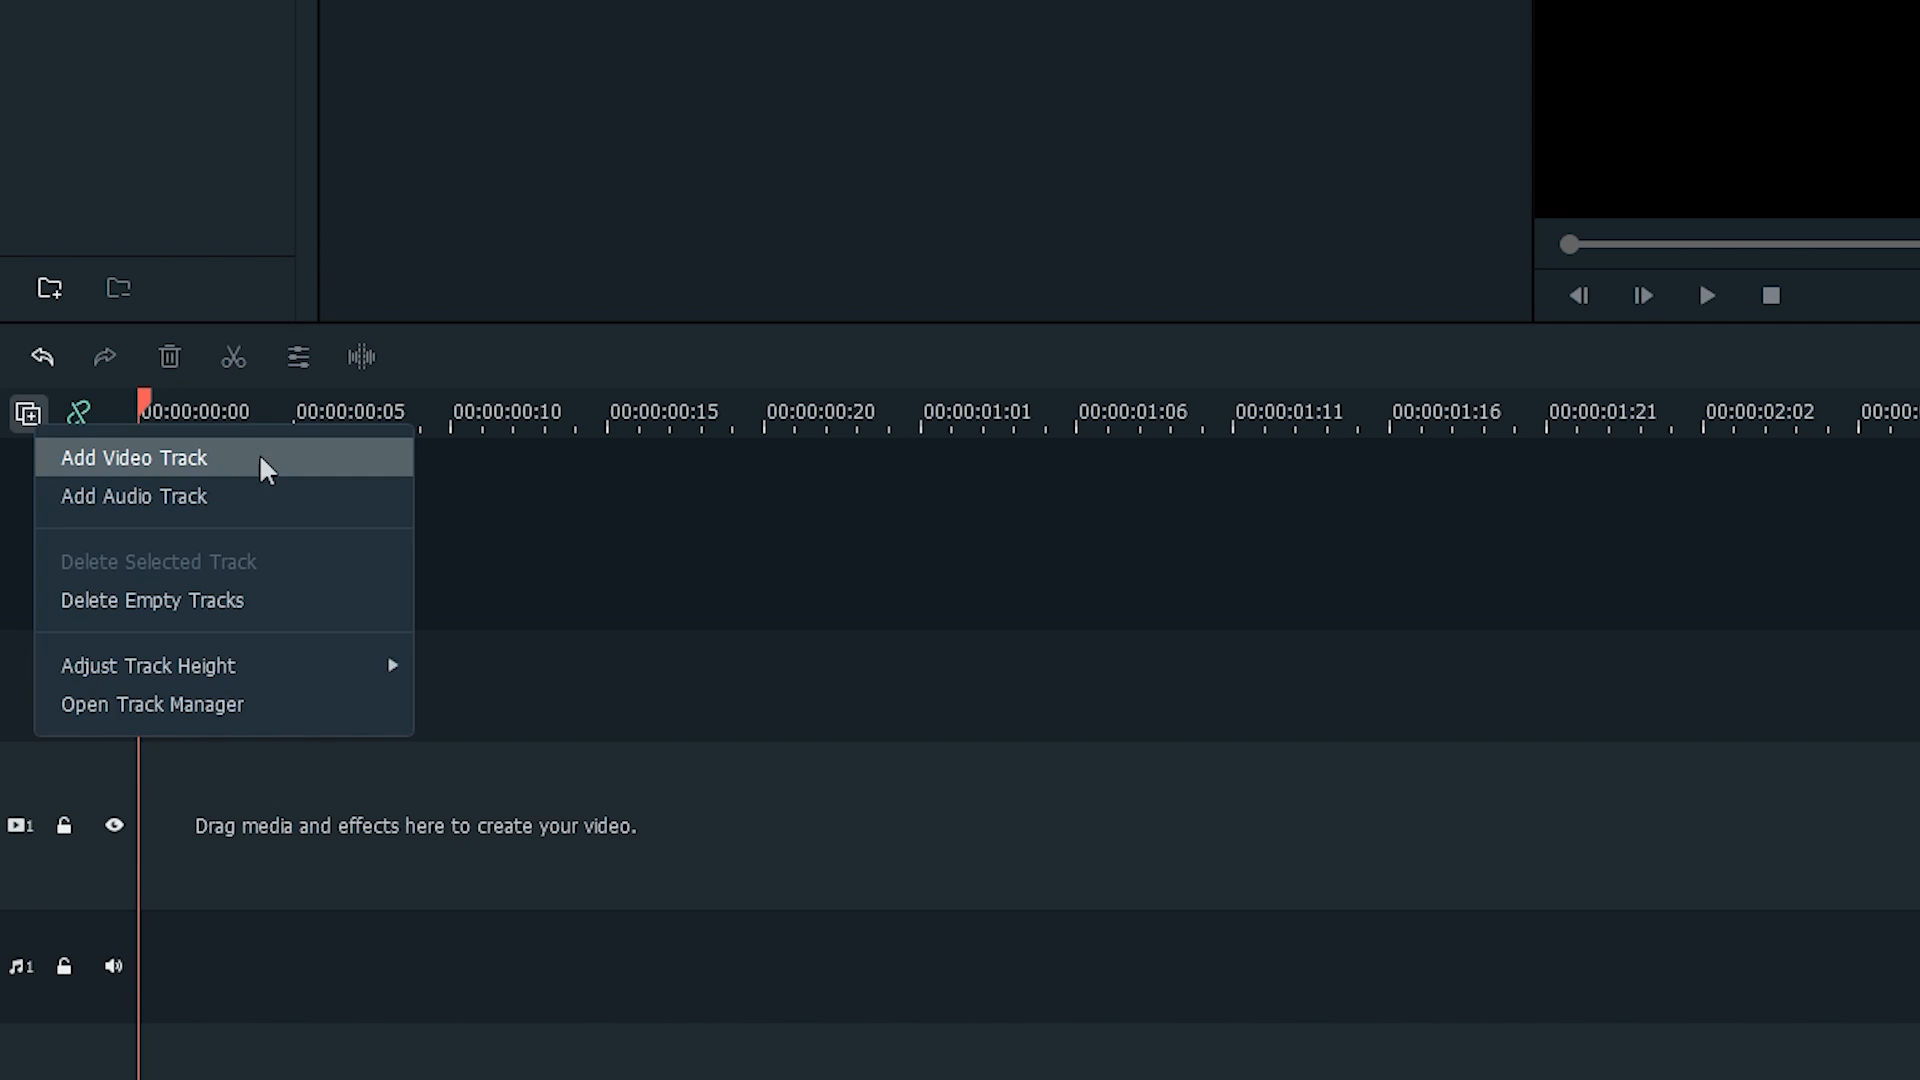 00:00:00:00 00:00:00:05 00:00:00:10 00:00:00:15 00:00:00:20 00:00:01:01 00:00:01:06 00:00:01:11 00:00:01:16 00:00:01:21 00:00:02:02 00:00:
Add Video Track
Add Audio Track
Delete Selected Track
Delete Empty Tracks
Adjust Track Height
Open Track Manager
1
Drag media and effects here to create your video.
1